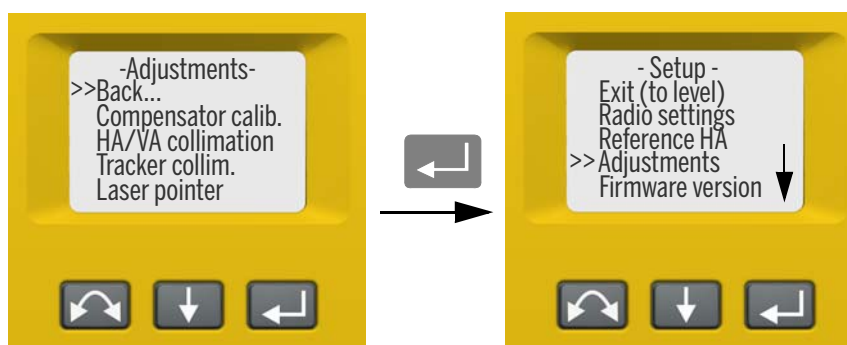 -Adjustments-
>>Back...
Compensator calib.
HA/VA collimation
Tracker collim.
Laser pointer
- Setup -
Exit (to level)
Radio settings
Reference HA
>>Adjustments
Firmware version